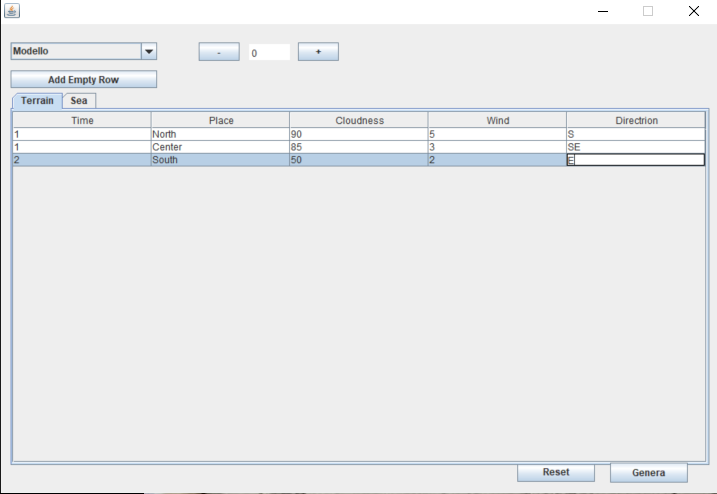 Modello - 0 +
Add Empty Row
Terrain Sea
Time Place Cloudness Wind Directrion
1 North 90 5 S
1 Center 85 3 SE
2 South 50 2 E
Reset Genera